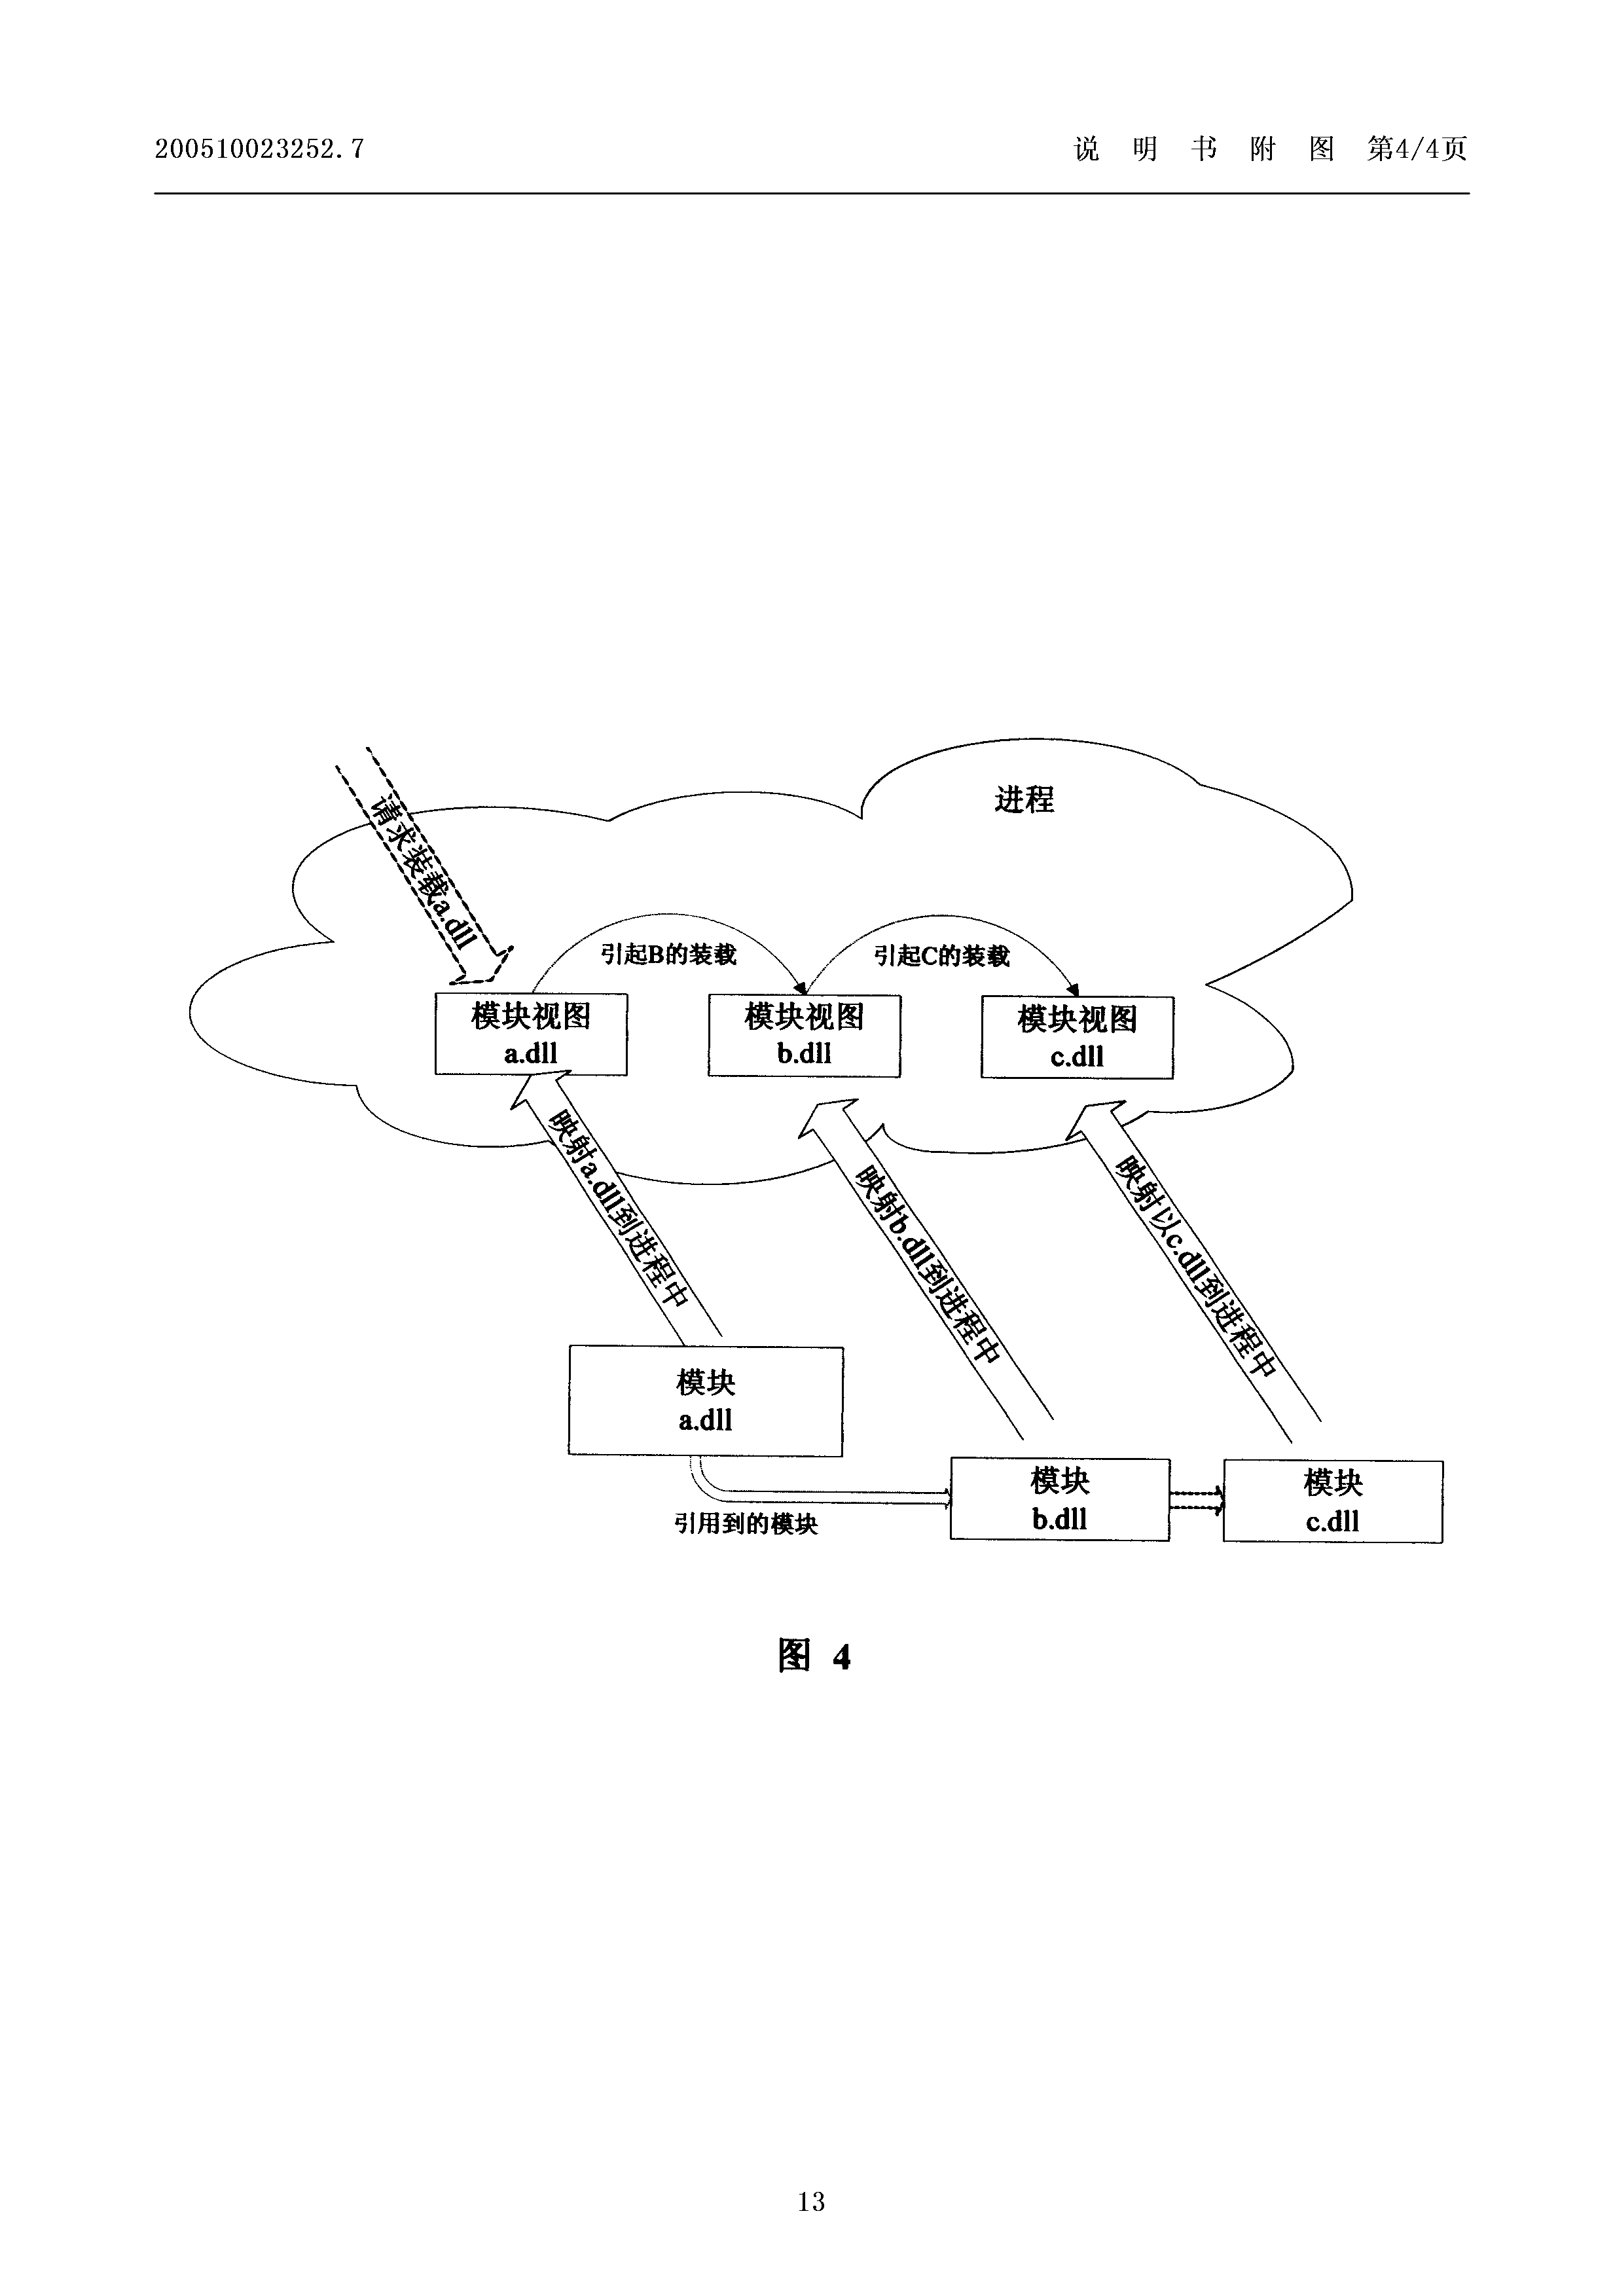 200510023252.7
说 明 书 附 图 第4/4页
进程
请求装载a.dll
引起B的装载
引起C的装载
模块视图
a.dll
模块视图
b.dll
模块视图
c.dll
映射a.dll到进程中
映射b.dll到进程中
映射以c.dll到进程中
模块
a.dll
引用到的模块
模块
b.dll
模块
c.dll
图 4
13